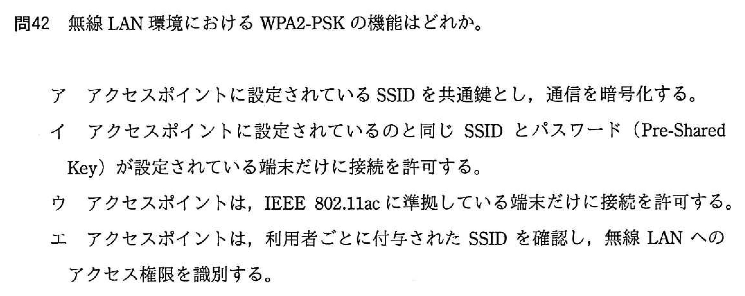 問42 無線 LAN 環境における WPA2-PSK の機能はどれか。
ア アクセスポイントに設定されている SSID を共通鍵とし，通信を暗号化する。
イ アクセスポイントに設定されているのと同じ SSID とパスワード（Pre-Shared
Key）が設定されている端末だけに接続を許可する。
ウ アクセスポイントは，IEEE 802.11ac に準拠している端末だけに接続を許可する。
エ アクセスポイントは，利用者ごとに付与された SSID を確認し，無線 LAN への
アクセス権限を識別する。